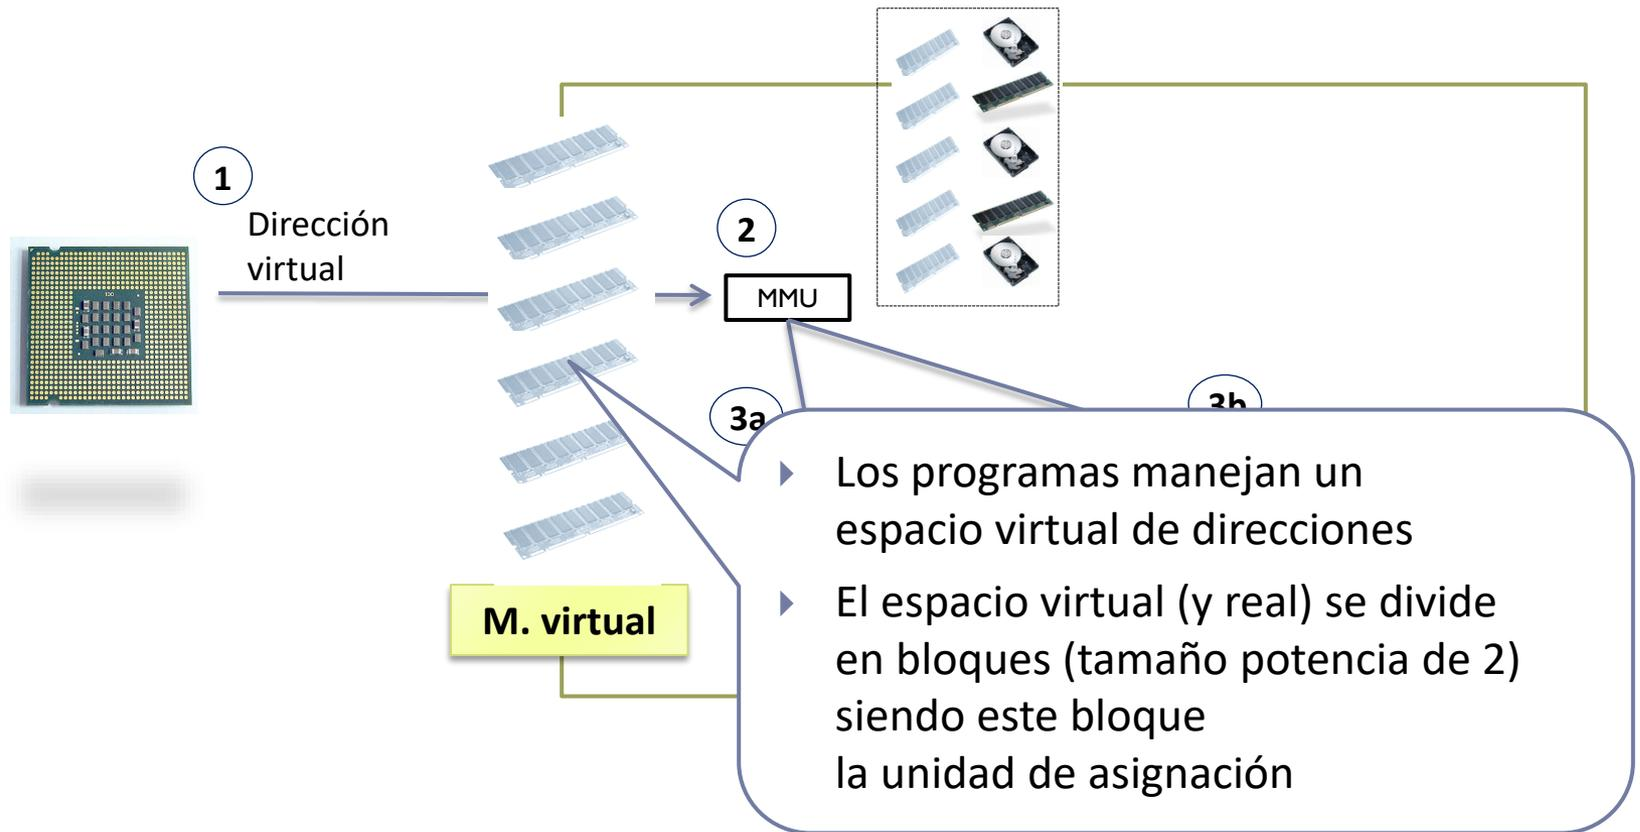 1
Dirección
virtual
2
MMU
3a
3b
Los programas manejan un
espacio virtual de direcciones
El espacio virtual (y real) se divide
en bloques (tamaño potencia de 2)
siendo este bloque
la unidad de asignación
M. virtual